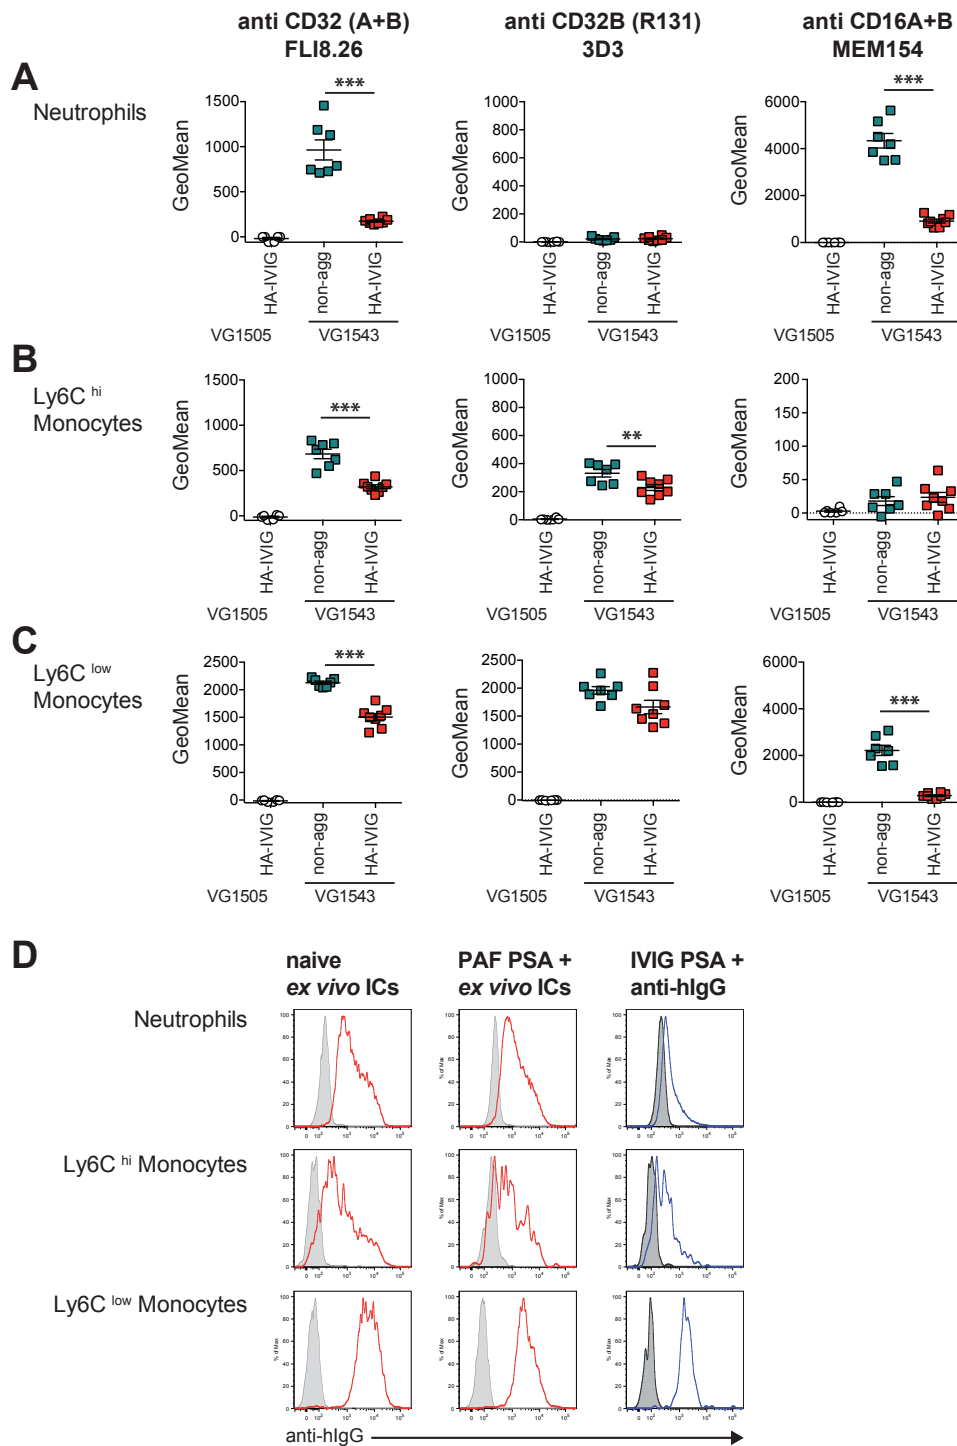 anti CD32 (A+B)
FLI8.26
anti CD32B (R131)
3D3
anti CD16A+B
MEM154
A
Neutrophils
GeoMean
1500
1000
500
0
***
HA-IVIG
non-agg
HA-IVIG
VG1505
VG1543
GeoMean
1000
800
600
400
200
0
HA-IVIG
non-agg
HA-IVIG
VG1505
VG1543
GeoMean
6000
4000
2000
0
***
HA-IVIG
non-agg
HA-IVIG
VG1505
VG1543
B
Ly6C hi
Monocytes
GeoMean
1500
1000
500
0
***
HA-IVIG
non-agg
HA-IVIG
VG1505
VG1543
GeoMean
1000
800
600
400
200
0
**
HA-IVIG
non-agg
HA-IVIG
VG1505
VG1543
GeoMean
200
150
100
50
0
HA-IVIG
non-agg
HA-IVIG
VG1505
VG1543
C
Ly6C low
Monocytes
GeoMean
2500
2000
1500
1000
500
0
***
HA-IVIG
non-agg
HA-IVIG
VG1505
VG1543
GeoMean
2500
2000
1500
1000
500
0
HA-IVIG
non-agg
HA-IVIG
VG1505
VG1543
GeoMean
6000
4000
2000
0
***
HA-IVIG
non-agg
HA-IVIG
VG1505
VG1543
D
naive
ex vivo ICs
PAF PSA +
ex vivo ICs
IVIG PSA +
anti-hIgG
Neutrophils
Ly6C hi Monocytes
Ly6C low Monocytes
% of Max
100
80
60
40
20
0
anti-hIgG